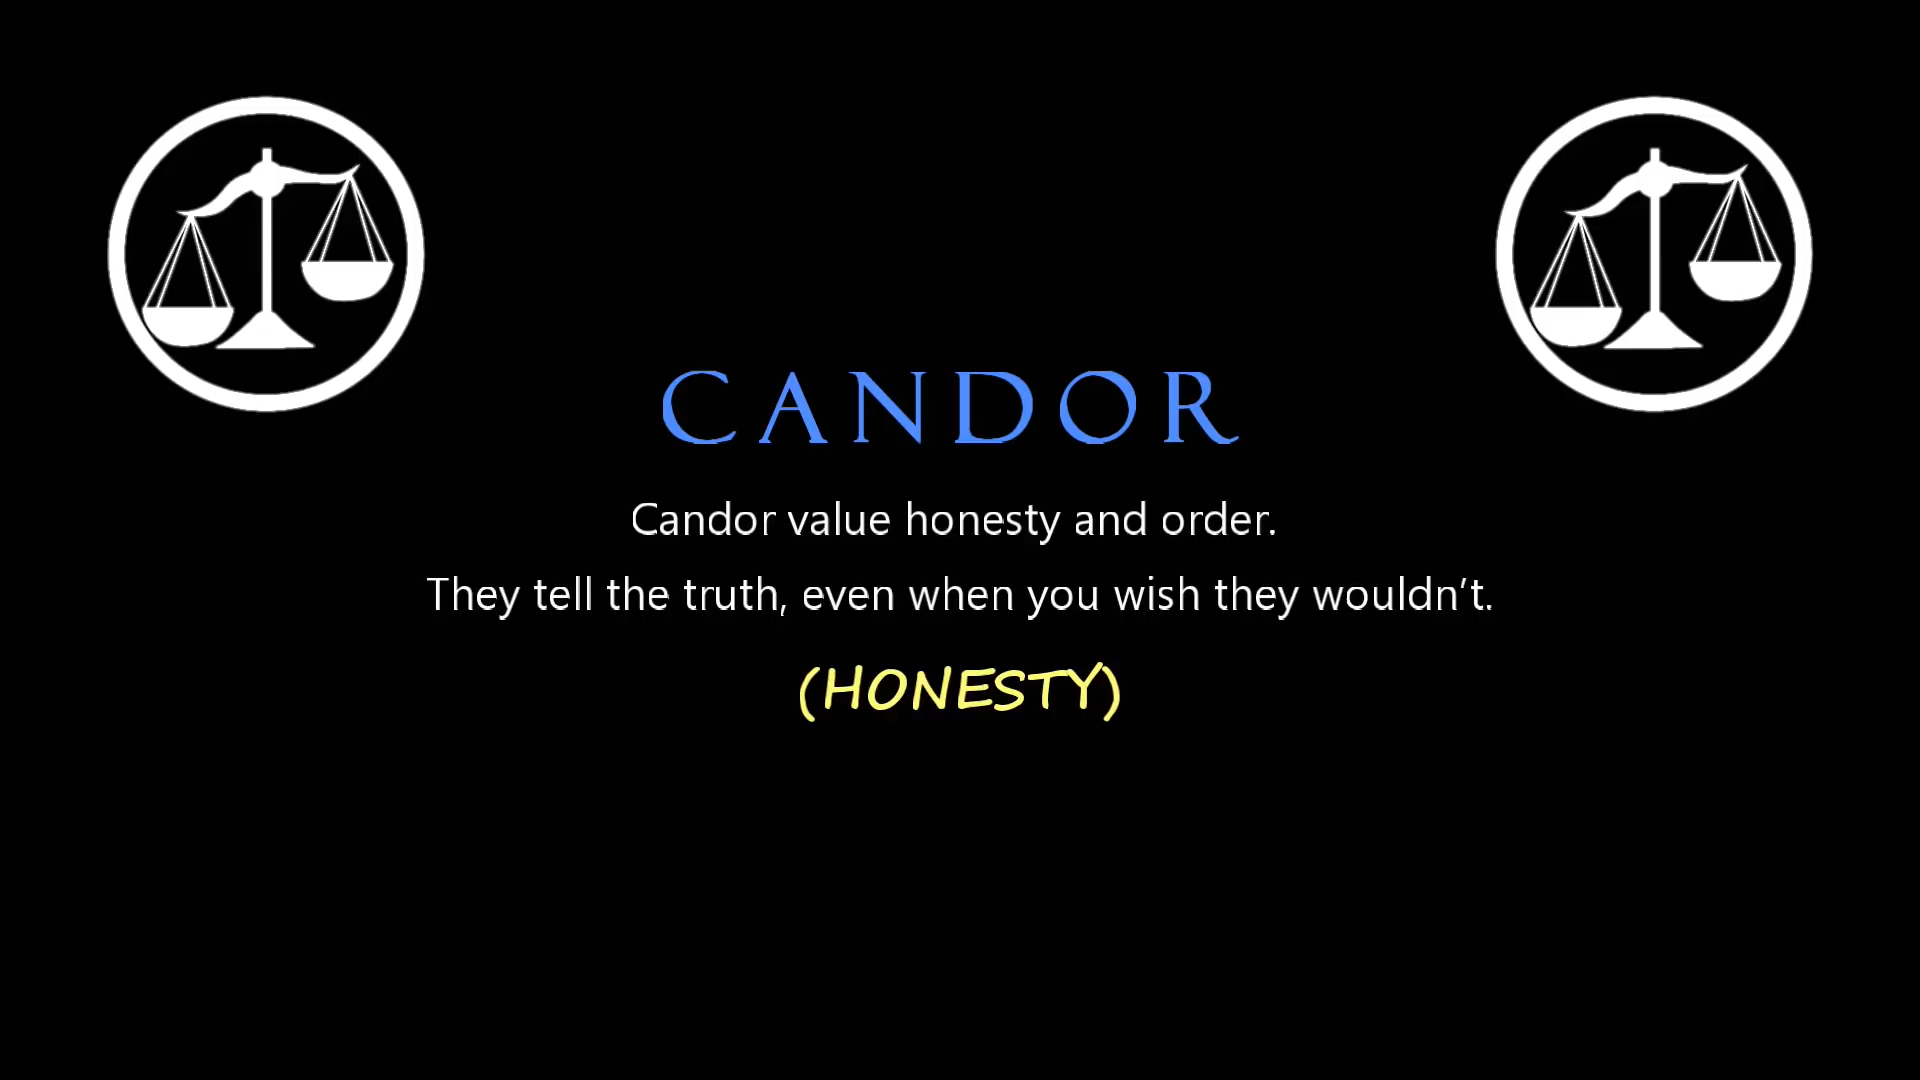 CANDOR
Candor value honesty and order.
They tell the truth, even when you wish they wouldn’t.
(HONESTY)